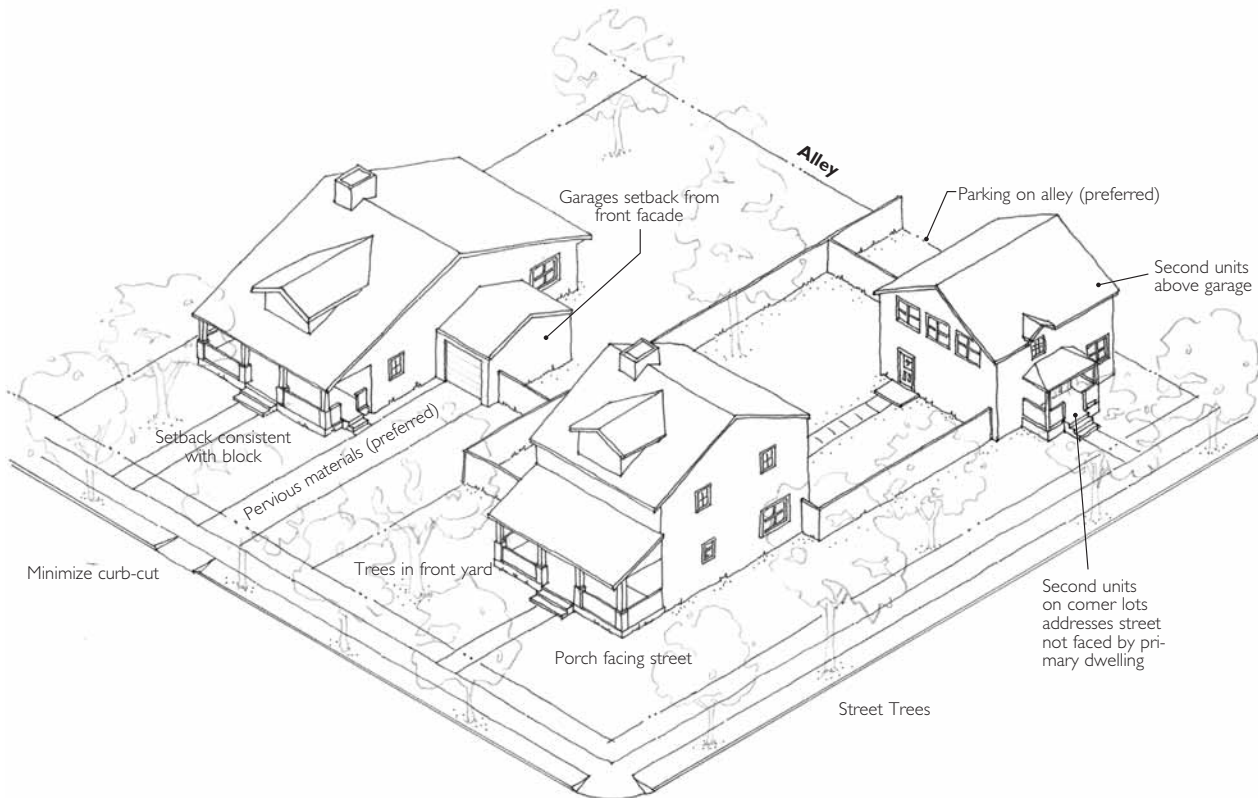 Alley
Garages setback from
front facade
Parking on alley (preferred)
Second units
above garage
Setback consistent
with block
Pervious materials (preferred)
Minimize curb-cut
Trees in front yard
Porch facing street
Second units
on corner lots
addresses street
not faced by pri-
mary dwelling
Street Trees